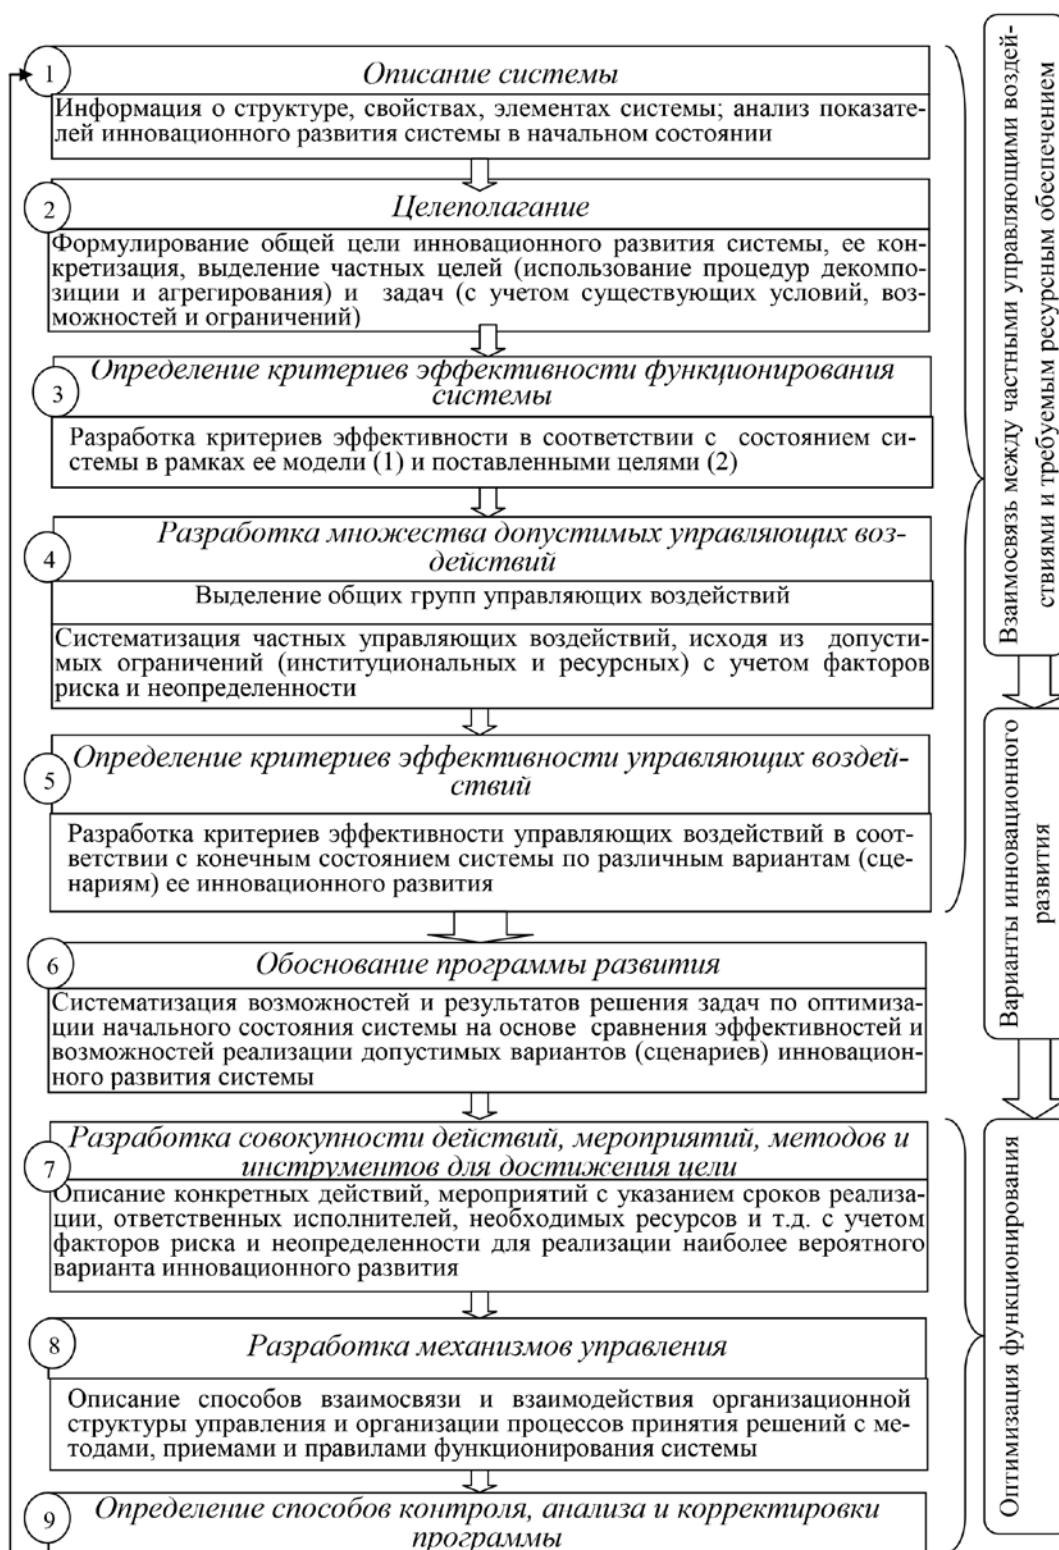 1
Описание системы
Информация о структуре, свойствах, элементах системы; анализ показате-
лей инновационного развития системы в начальном состоянии
2
Целеполагание
Формулирование общей цели инновационного развития системы, ее кон-
кретизация, выделение частных целей (использование процедур декомпо-
зиции и агрегирования) и задач (с учетом существующих условий, воз-
можностей и ограничений)
3
Определение критериев эффективности функционирования
системы
Разработка критериев эффективности в соответствии с состоянием си-
стемы в рамках ее модели (1) и поставленными целями (2)
4
Разработка множества допустимых управляющих воз-
действий
Выделение общих групп управляющих воздействий
Систематизация частных управляющих воздействий, исходя из допусти-
мых ограничений (институциональных и ресурсных) с учетом факторов
риска и неопределенности
5
Определение критериев эффективности управляющих воздей-
ствий
Разработка критериев эффективности управляющих воздействий в соот-
ветствии с конечным состоянием системы по различным вариантам (сце-
нариям) ее инновационного развития
6
Обоснование программы развития
Систематизация возможностей и результатов решения задач по оптимиза-
ции начального состояния системы на основе сравнения эффективностей и
возможностей реализации допустимых вариантов (сценариев) инновацион-
ного развития системы
7
Разработка совокупности действий, мероприятий, методов и
инструментов для достижения цели
Описание конкретных действий, мероприятий с указанием сроков реализа-
ции, ответственных исполнителей, необходимых ресурсов и т.д. с учетом
факторов риска и неопределенности для реализации наиболее вероятного
варианта инновационного развития
8
Разработка механизмов управления
Описание способов взаимосвязи и взаимодействия организационной
структуры управления и организации процессов принятия решений с ме-
тодами, приемами и правилами функционирования системы
9
Определение способов контроля, анализа и корректировки
программы
Взаимосвязь между частными управляющими воздей-
ствиями и требуемым ресурсным обеспечением
Варианты инновационного
развития
Оптимизация функционирования